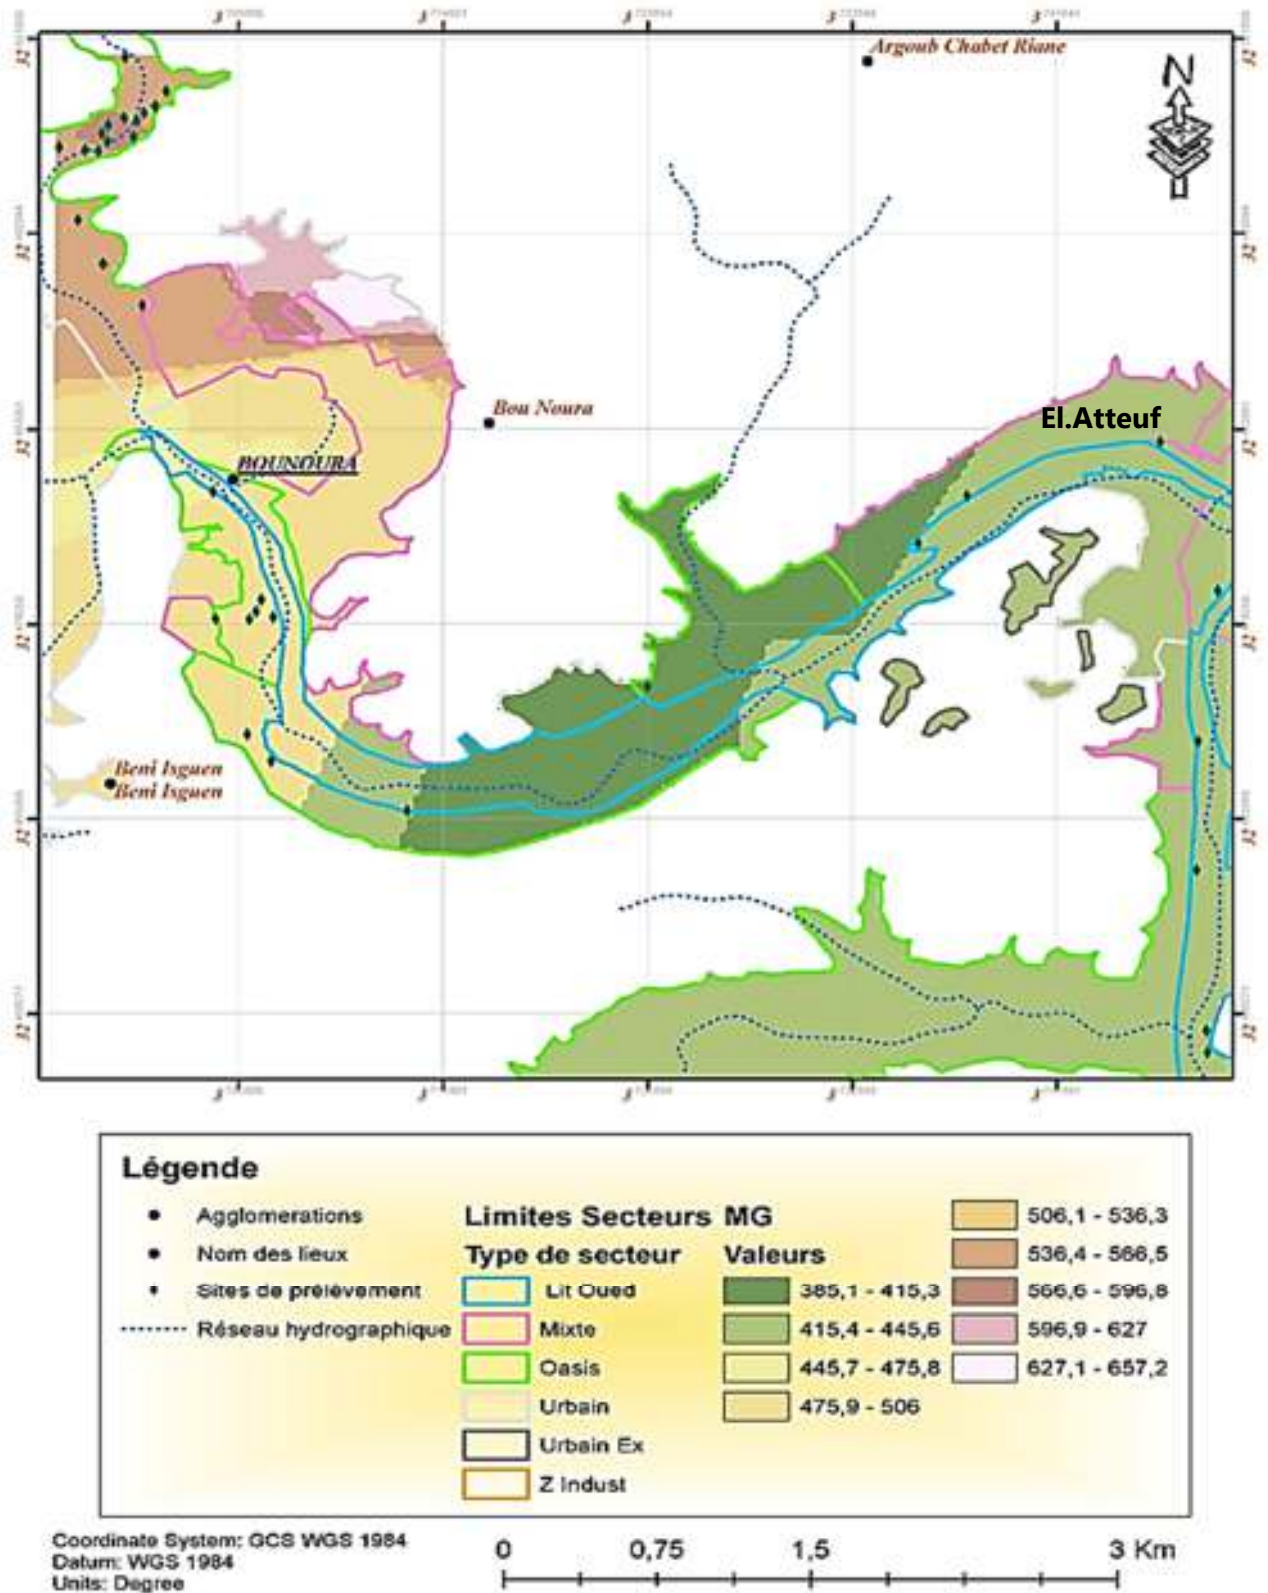 Argoub Chabet Riane
N
Bou Noura
El.Atteuf
BOUNOURA
Beni Isguen
Beni Isguen
Légende
Agglomerations
Nom des lieux
Sites de prélèvement
Réseau hydrographique
Limites Secteurs
Type de secteur
Lit Oued
Mixte
Oasis
Urbain
Urbain Ex
Z Indust
MG
Valeurs
385,1 - 415,3
415,4 - 445,6
445,7 - 475,8
475,9 - 506
506,1 - 536,3
536,4 - 566,5
566,6 - 596,8
596,9 - 627
627,1 - 657,2
Coordinate System: GCS WGS 1984
Datum: WGS 1984
Units: Degree
0 0,75 1,5 3 Km